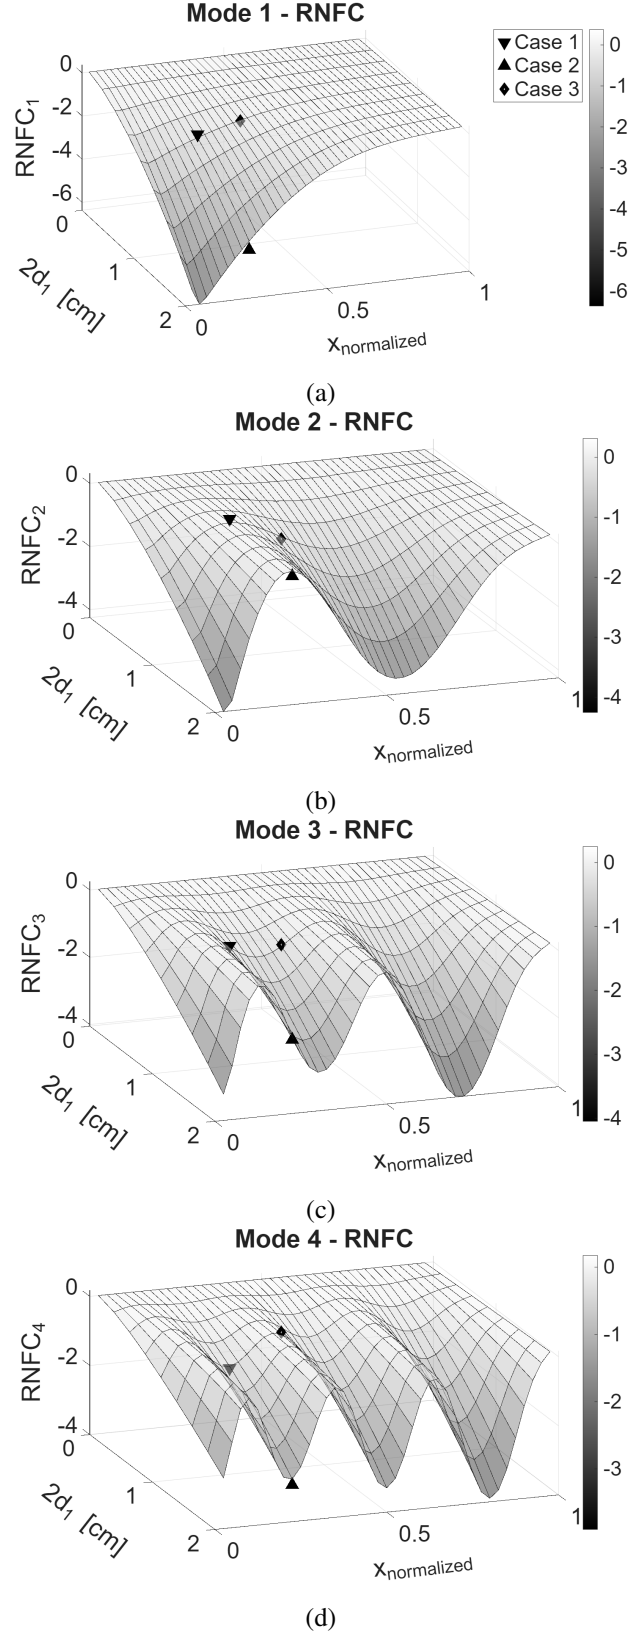 Mode 1 - RNFC
Case 1
Case 2
Case 3
0
-2
-4
-6
RNFC₁
0
1
2
2d₁ [cm]
0
0.5
1
xnormalized
0
-1
-2
-3
-4
-5
-6
(a)
Mode 2 - RNFC
0
-2
-4
RNFC₂
0
1
2
2d₁ [cm]
0
0.5
1
xnormalized
0
-1
-2
-3
-4
(b)
Mode 3 - RNFC
0
-2
-4
RNFC₃
0
1
2
2d₁ [cm]
0
0.5
1
xnormalized
0
-1
-2
-3
-4
(c)
Mode 4 - RNFC
0
-2
-4
RNFC₄
0
1
2
2d₁ [cm]
0
0.5
1
xnormalized
0
-1
-2
-3
(d)